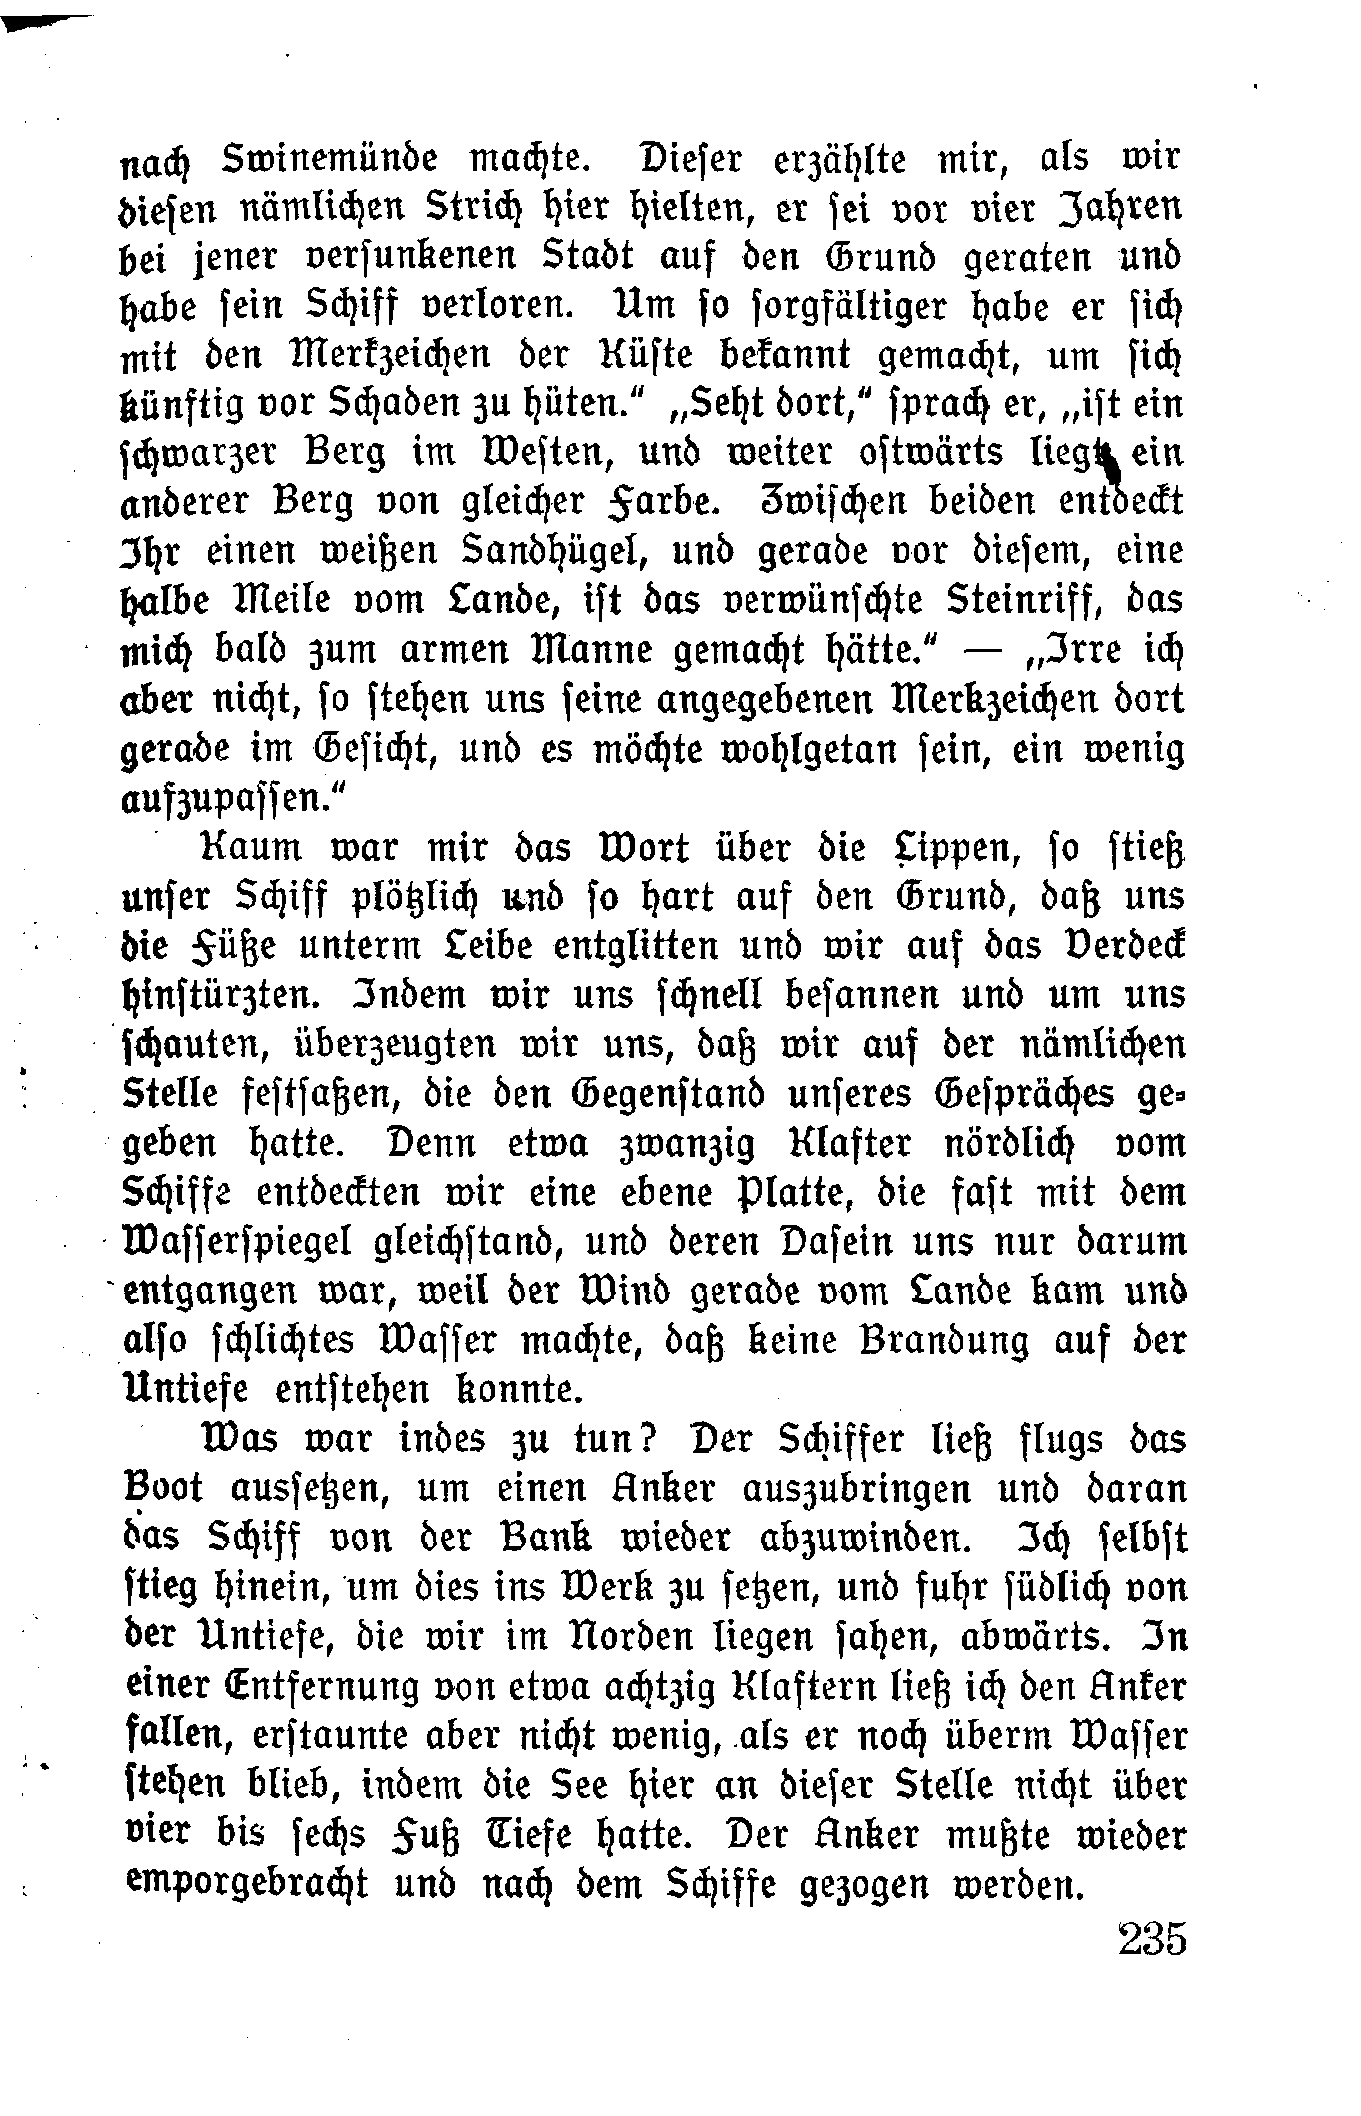 nach Swinemünde machte. Dieser erzählte mir, als wir
diesen nämlichen Strich hier hielten, er sei vor vier Jahren
bei jener versunkenen Stadt auf den Grund geraten und
habe sein Schiff verloren. Um so sorgfältiger habe er sich
mit den Merkzeichen der Küste bekannt gemacht, um sich
künftig vor Schaden zu hüten.“ „Seht dort,“ sprach er, „ist ein
schwarzer Berg im Westen, und weiter ostwärts liegt ein
anderer Berg von gleicher Farbe. Zwischen beiden entdeckt
Ihr einen weißen Sandhügel, und gerade vor diesem, eine
halbe Meile vom Lande, ist das verwünschte Steinriff, das
mich bald zum armen Manne gemacht hätte.“ — „Irre ich
aber nicht, so stehen uns seine angegebenen Merkzeichen dort
gerade im Gesicht, und es möchte wohlgetan sein, ein wenig
aufzupassen.“
Kaum war mir das Wort über die Lippen, so stieß
unser Schiff plötzlich und so hart auf den Grund, daß uns
die Füße unterm Leibe entglitten und wir auf das Verdeck
hinstürzten. Indem wir uns schnell besannen und um uns
schauten, überzeugten wir uns, daß wir auf der nämlichen
Stelle festsaßen, die den Gegenstand unseres Gespräches ge-
geben hatte. Denn etwa zwanzig Klafter nördlich vom
Schiffe entdeckten wir eine ebene Platte, die fast mit dem
Wasserspiegel gleichstand, und deren Dasein uns nur darum
entgangen war, weil der Wind gerade vom Lande kam und
also schlichtes Wasser machte, daß keine Brandung auf der
Untiefe entstehen konnte.
Was war indes zu tun? Der Schiffer ließ flugs das
Boot aussetzen, um einen Anker auszubringen und daran
das Schiff von der Bank wieder abzuwinden. Ich selbst
stieg hinein, um dies ins Werk zu setzen, und fuhr südlich von
der Untiefe, die wir im Norden liegen sahen, abwärts. In
einer Entfernung von etwa achtzig Klaftern ließ ich den Anker
fallen, erstaunte aber nicht wenig, als er noch überm Wasser
stehen blieb, indem die See hier an dieser Stelle nicht über
vier bis sechs Fuß Tiefe hatte. Der Anker mußte wieder
emporgebracht und nach dem Schiffe gezogen werden.
235